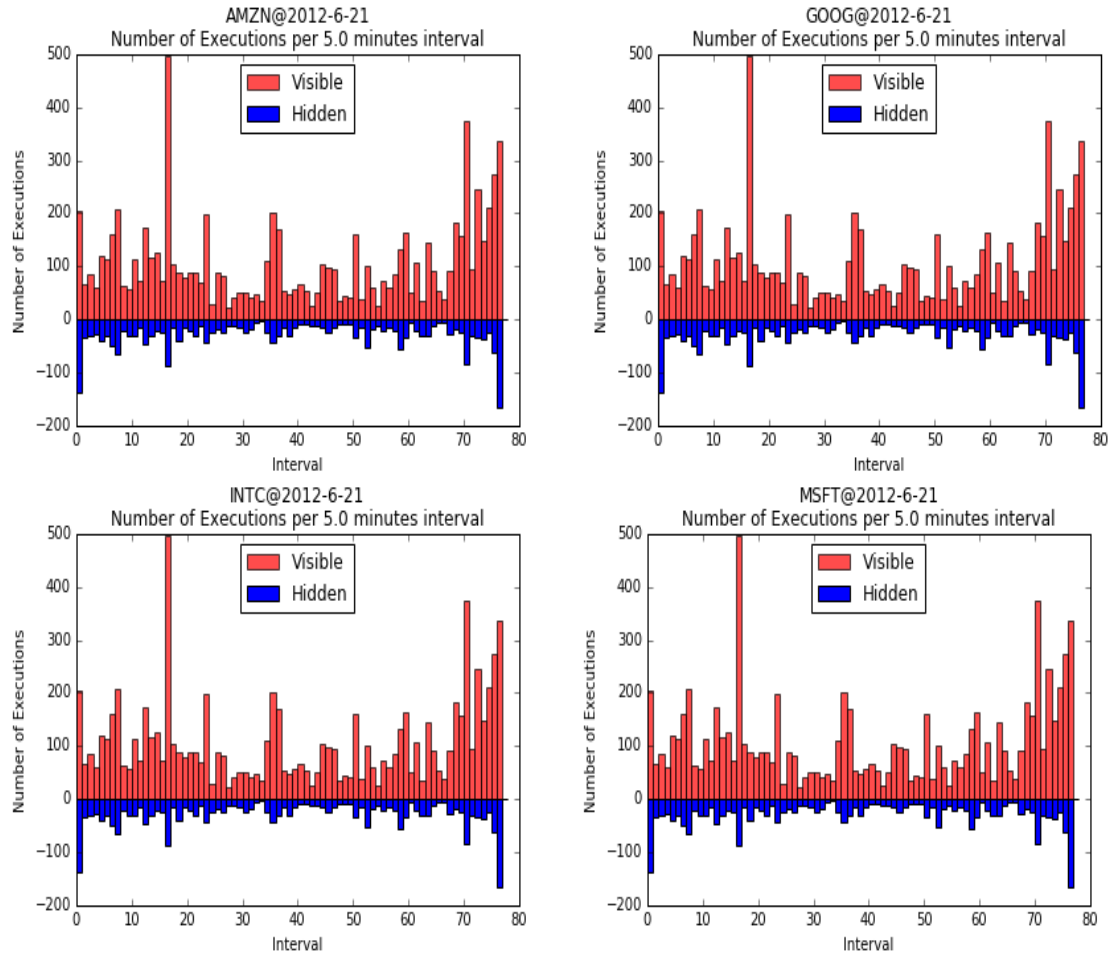 AMZN@2012-6-21
Number of Executions per 5.0 minutes interval
Number of Executions
500
400
300
200
100
0
−100
−200
Visible
Hidden
0 10 20 30 40 50 60 70 80
Interval
GOOG@2012-6-21
Number of Executions per 5.0 minutes interval
Number of Executions
500
400
300
200
100
0
−100
−200
Visible
Hidden
0 10 20 30 40 50 60 70 80
Interval
INTC@2012-6-21
Number of Executions per 5.0 minutes interval
Number of Executions
500
400
300
200
100
0
−100
−200
Visible
Hidden
0 10 20 30 40 50 60 70 80
Interval
MSFT@2012-6-21
Number of Executions per 5.0 minutes interval
Number of Executions
500
400
300
200
100
0
−100
−200
Visible
Hidden
0 10 20 30 40 50 60 70 80
Interval